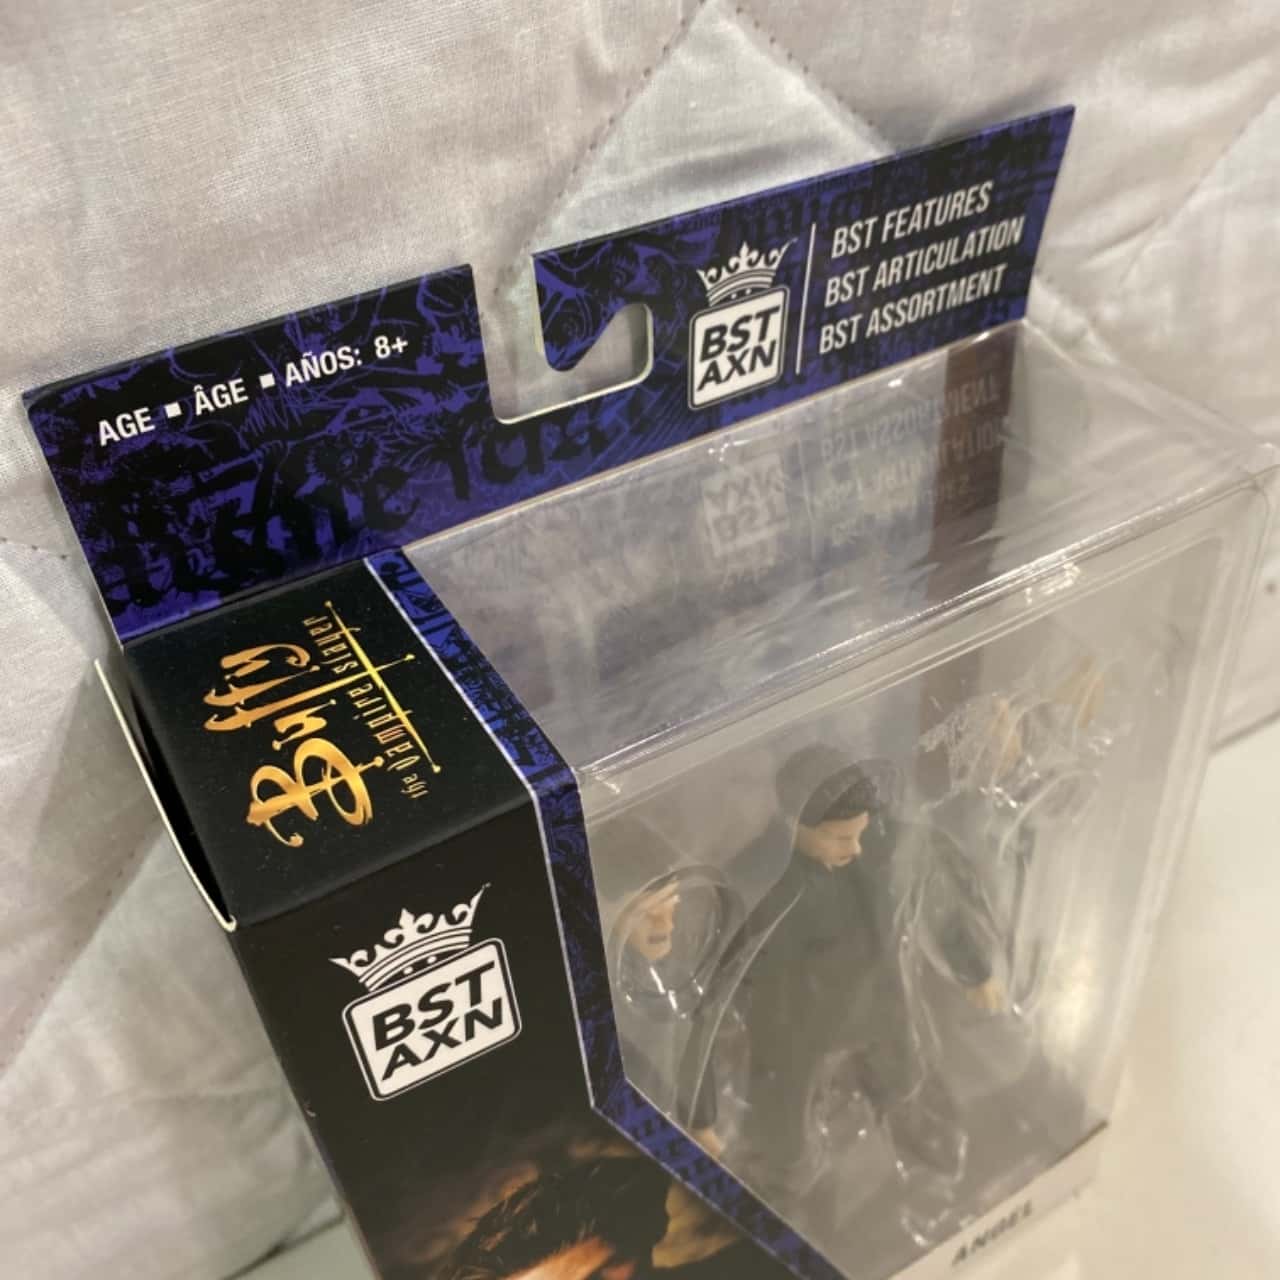 AGE ▪ ÂGE ▪ AÑOS: 8+
BST
AXN
BST FEATURES
BST ARTICULATION
BST ASSORTMENT
Buffy
the Vampire Slayer
BST
AXN
ANGEL